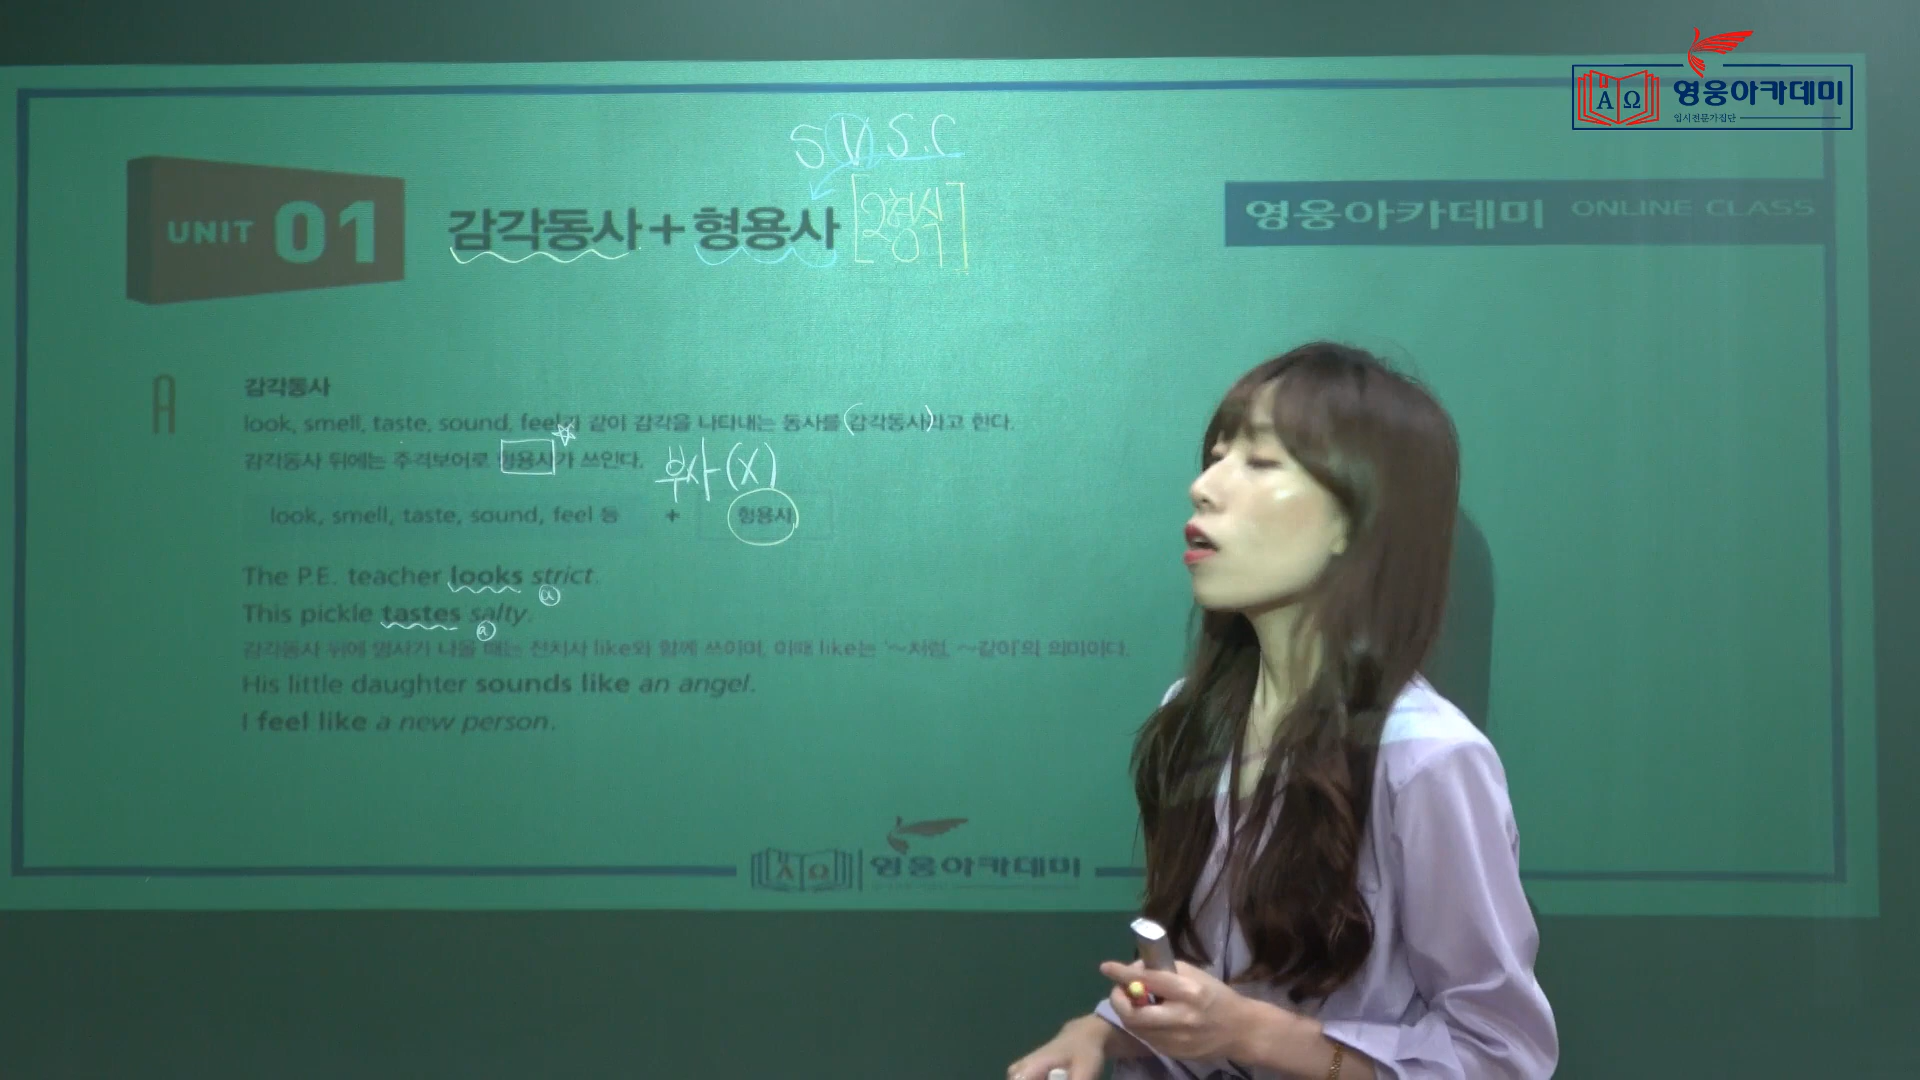 영웅아카데미
입시전문가집단
S V S.C
UNIT 01 감각동사+형용사 [2형식]
영웅아카데미 ONLINE CLASS
A 감각동사
look, smell, taste, sound, feel과 같이 감각을 나타내는 동사를 (감각동사)라고 한다.
감각동사 뒤에는 주격보어로 형용사가 쓰인다. 부사(X)
look, smell, taste, sound, feel 등 + 형용사
The P.E. teacher looks strict.
ⓐ
This pickle tastes salty.
ⓐ
감각동사 뒤에 명사가 나올 때는 전치사 like와 함께 쓰이며, 이때 like는 '~처럼, ~같이'의 의미이다.
His little daughter sounds like an angel.
I feel like a new person.
영웅아카데미